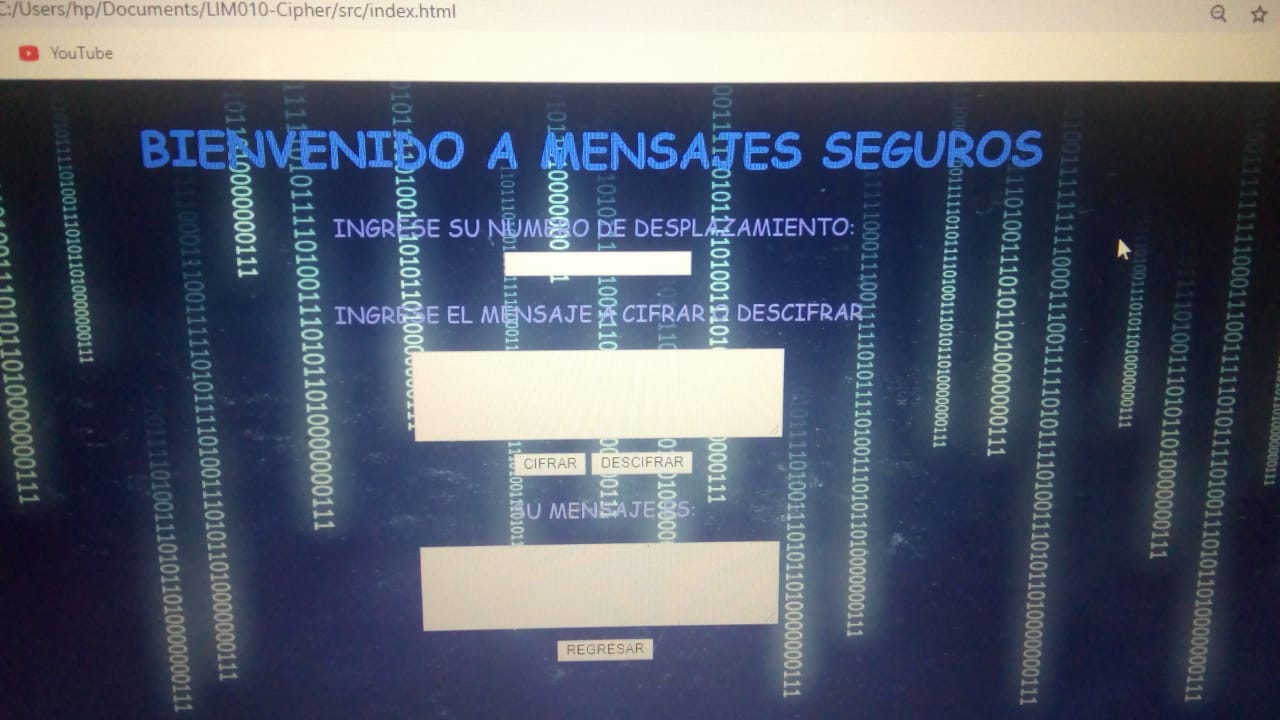 C:/Users/hp/Documents/LIM010-Cipher/src/index.html
YouTube
BIENVENIDO A MENSAJES SEGUROS
INGRESE SU NUMERO DE DESPLAZAMIENTO:
INGRESE EL MENSAJE A CIFRAR O DESCIFRAR
CIFRAR DESCIFRAR
SU MENSAJE ES:
REGRESAR